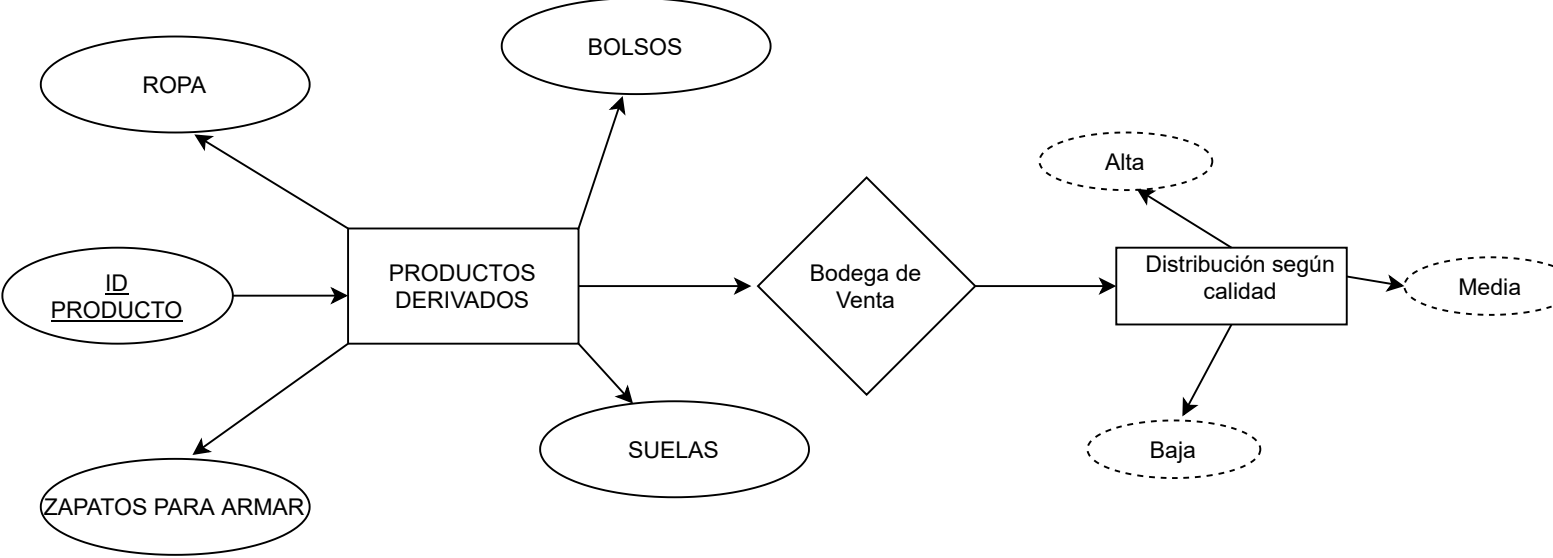 BOLSOS
ROPA
Alta
ID
PRODUCTO
PRODUCTOS
DERIVADOS
Bodega de
Venta
Distribución según
calidad
Media
Baja
SUELAS
ZAPATOS PARA ARMAR